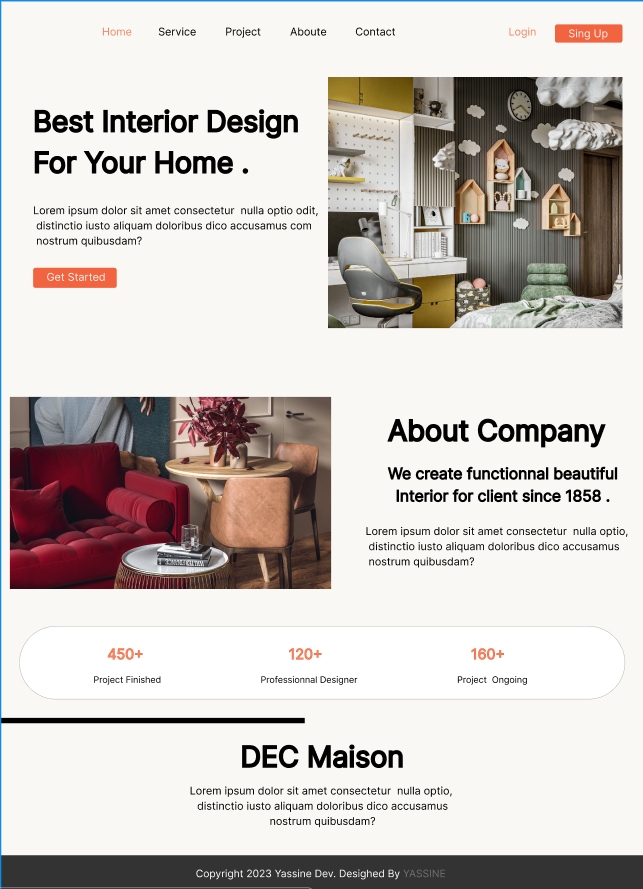 Home Service Project Aboute Contact Login Sing Up
Best Interior Design
For Your Home .
Lorem ipsum dolor sit amet consectetur nulla optio odit,
distinctio iusto aliquam doloribus dico accusamus com
nostrum quibusdam?
Get Started
About Company
We create functionnal beautiful
Interior for client since 1858 .
Lorem ipsum dolor sit amet consectetur nulla optio,
distinctio iusto aliquam doloribus dico accusamus
nostrum quibusdam?
450+ 120+ 160+
Project Finished Professionnal Designer Project Ongoing
DEC Maison
Lorem ipsum dolor sit amet consectetur nulla optio,
distinctio iusto aliquam doloribus dico accusamus
nostrum quibusdam?
Copyright 2023 Yassine Dev. Desighed By YASSINE